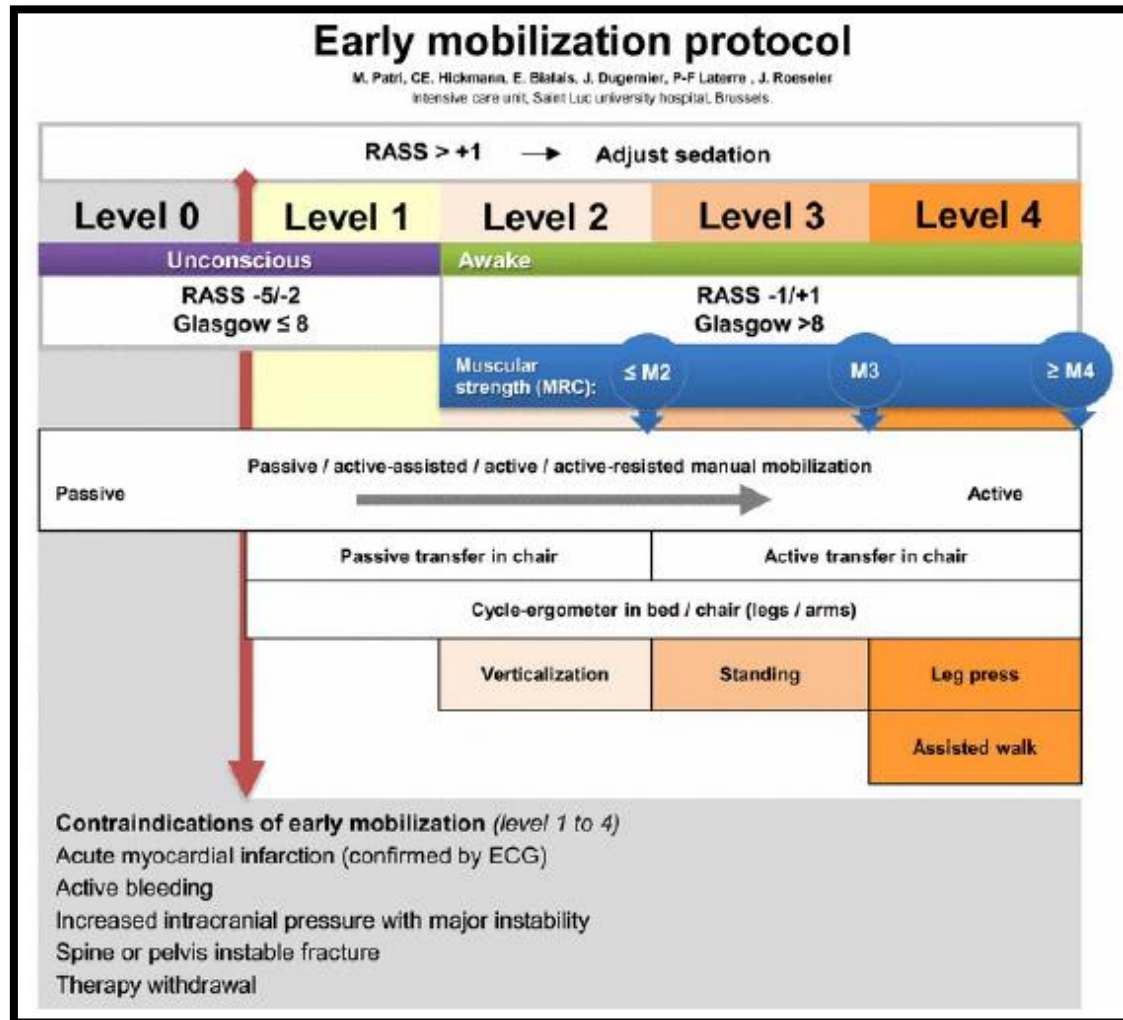 Early mobilization protocol
M. Patri, CE. Hickmann, E. Bialais, J. Dugernier, P-F Laterre , J. Roeseler
Intensive care unit, Saint Luc university hospital, Brussels.
RASS > +1 → Adjust sedation
Level 0 Level 1 Level 2 Level 3 Level 4
Unconscious Awake
RASS -5/-2
Glasgow ≤ 8
RASS -1/+1
Glasgow >8
Muscular
strength (MRC):
≤ M2 M3 ≥ M4
Passive / active-assisted / active / active-resisted manual mobilization
Passive Active
Passive transfer in chair Active transfer in chair
Cycle-ergometer in bed / chair (legs / arms)
Verticalization Standing Leg press
Assisted walk
Contraindications of early mobilization (level 1 to 4)
Acute myocardial infarction (confirmed by ECG)
Active bleeding
Increased intracranial pressure with major instability
Spine or pelvis instable fracture
Therapy withdrawal